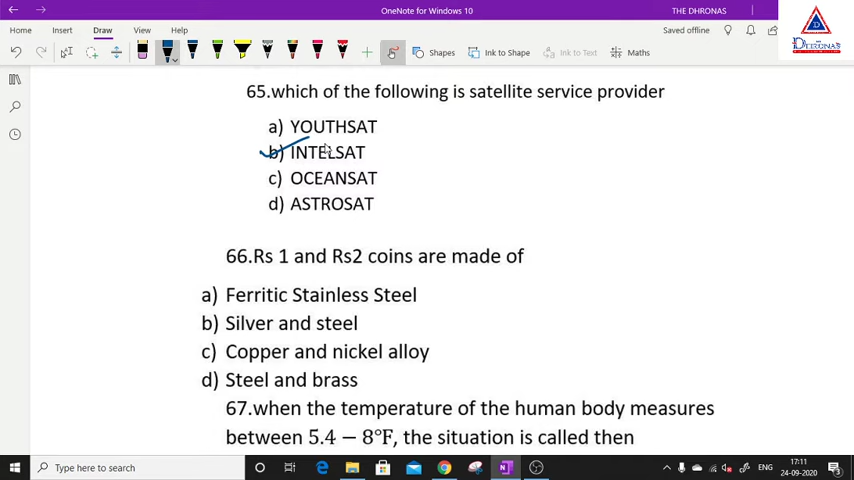 OneNote for Windows 10
THE DHRONAS
Home
Insert
Draw
History
Review
View
Help
Saved offline
Shapes
Ink to Shape
Ink to Text
Maths
DHRONAS
65.which of the following is satellite service provider
a) YOUTHSAT
b) INTELSAT
c) OCEANSAT
d) ASTROSAT
66.Rs 1 and Rs2 coins are made of
a) Ferritic Stainless Steel
b) Silver and steel
c) Copper and nickel alloy
d) Steel and brass
67.when the temperature of the human body measures
between 5.4 – 8°F, the situation is called then
Type here to search
ENG
17:11
24-09-2020
3